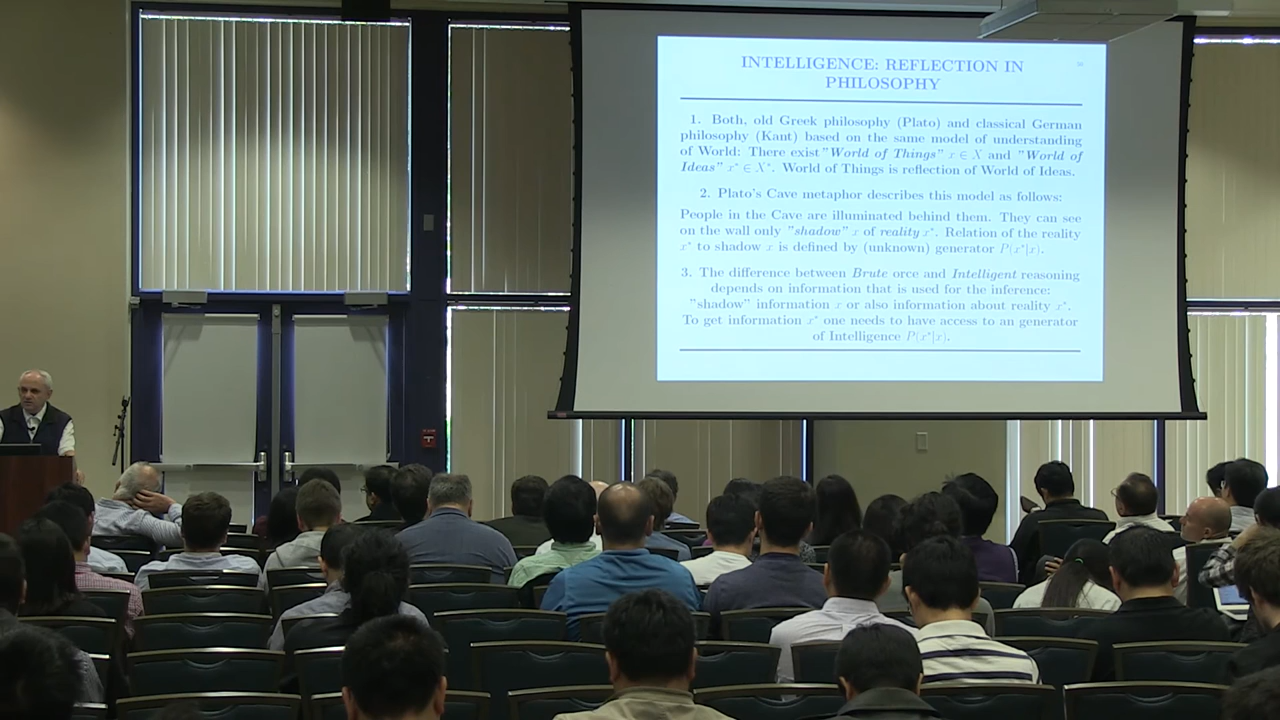 INTELLIGENCE: REFLECTION IN
PHILOSOPHY
1. Both, old Greek philosophy (Plato) and classical German
philosophy (Kant) based on the same model of understanding
of World: There exist "World of Things" x ∈ X and "World of
Ideas" x* ∈ X*. World of Things is reflection of World of Ideas.
2. Plato's Cave metaphor describes this model as follows:
People in the Cave are illuminated behind them. They can see
on the wall only "shadow" x of reality x*. Relation of the reality
x* to shadow x is defined by (unknown) generator P(x*|x).
3. The difference between Brute orce and Intelligent reasoning
depends on information that is used for the inference:
"shadow" information x or also information about reality x*.
To get information x* one needs to have access to an generator
of Intelligence P(x*|x).